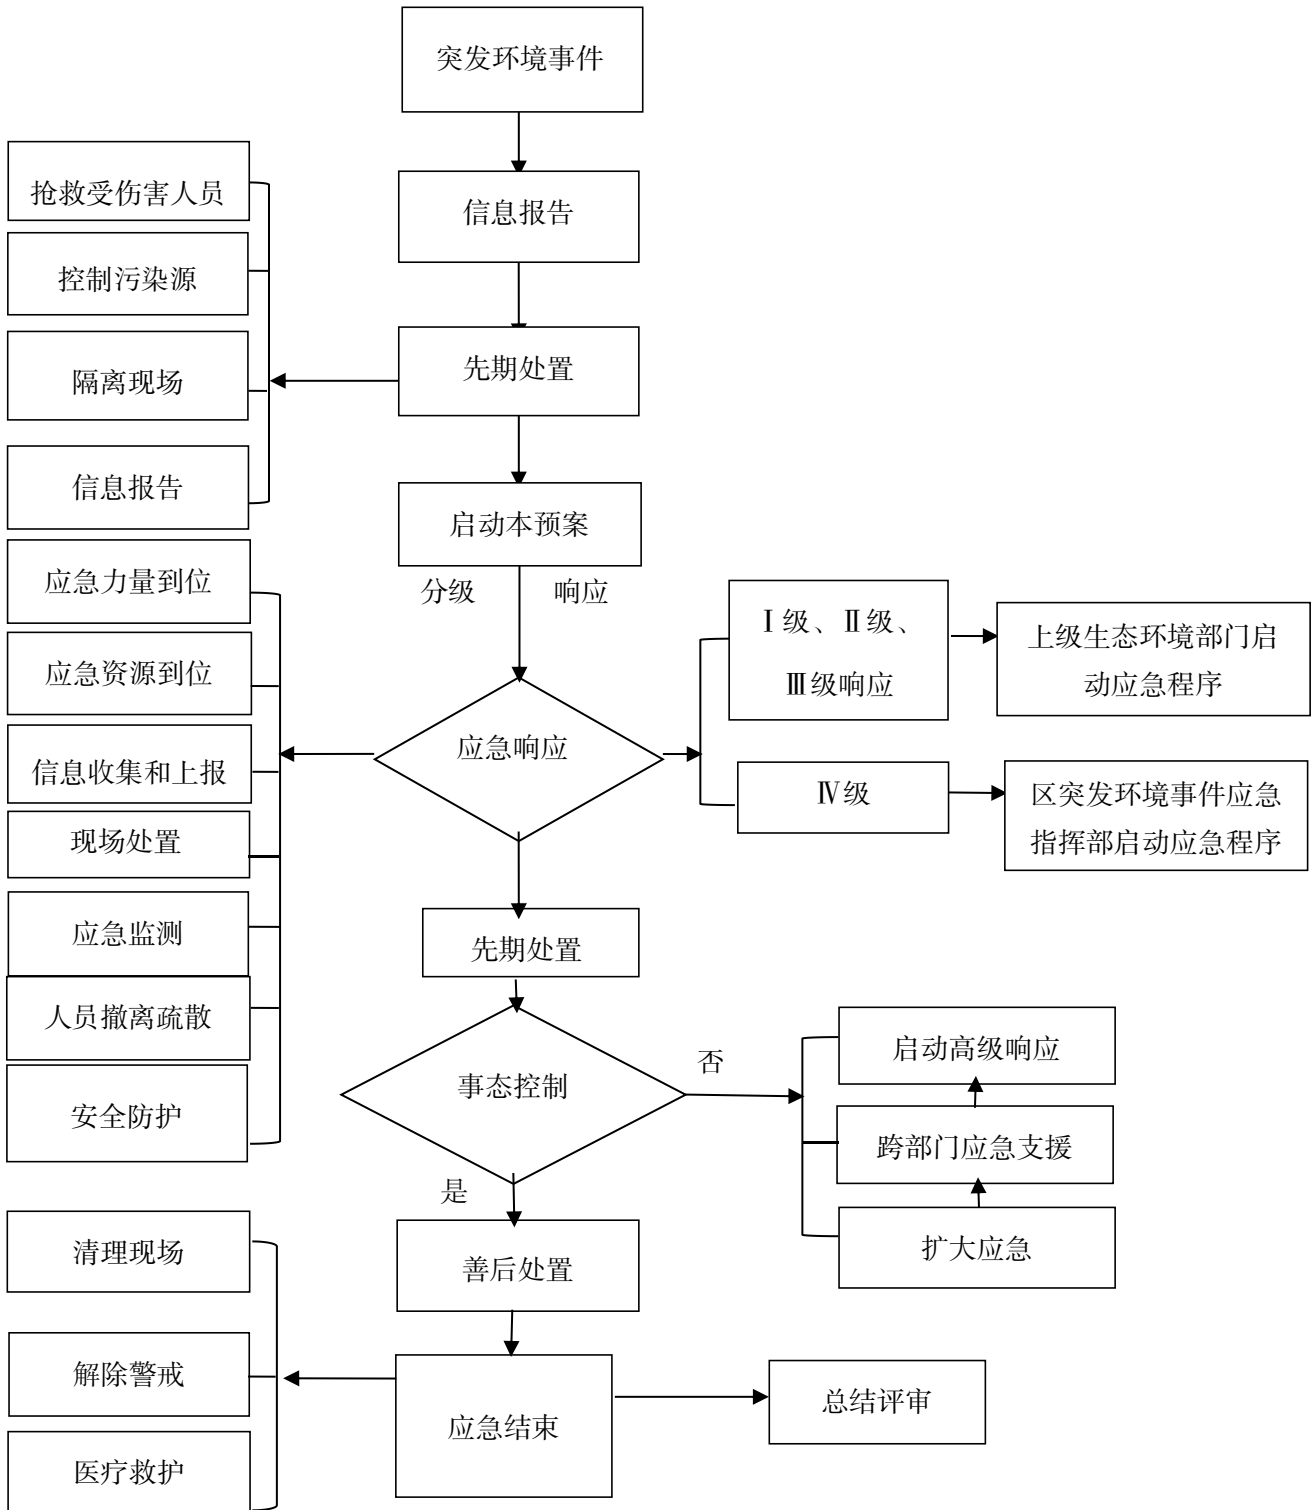 突发环境事件
信息报告
先期处置
启动本预案
分级 响应
应急响应
先期处置
事态控制
是
否
善后处置
应急结束
抢救受伤害人员
控制污染源
隔离现场
信息报告
应急力量到位
应急资源到位
信息收集和上报
现场处置
应急监测
人员撤离疏散
安全防护
清理现场
解除警戒
医疗救护
Ⅰ级、Ⅱ级、
Ⅲ级响应
上级生态环境部门启
动应急程序
Ⅳ级
区突发环境事件应急
指挥部启动应急程序
启动高级响应
跨部门应急支援
扩大应急
总结评审